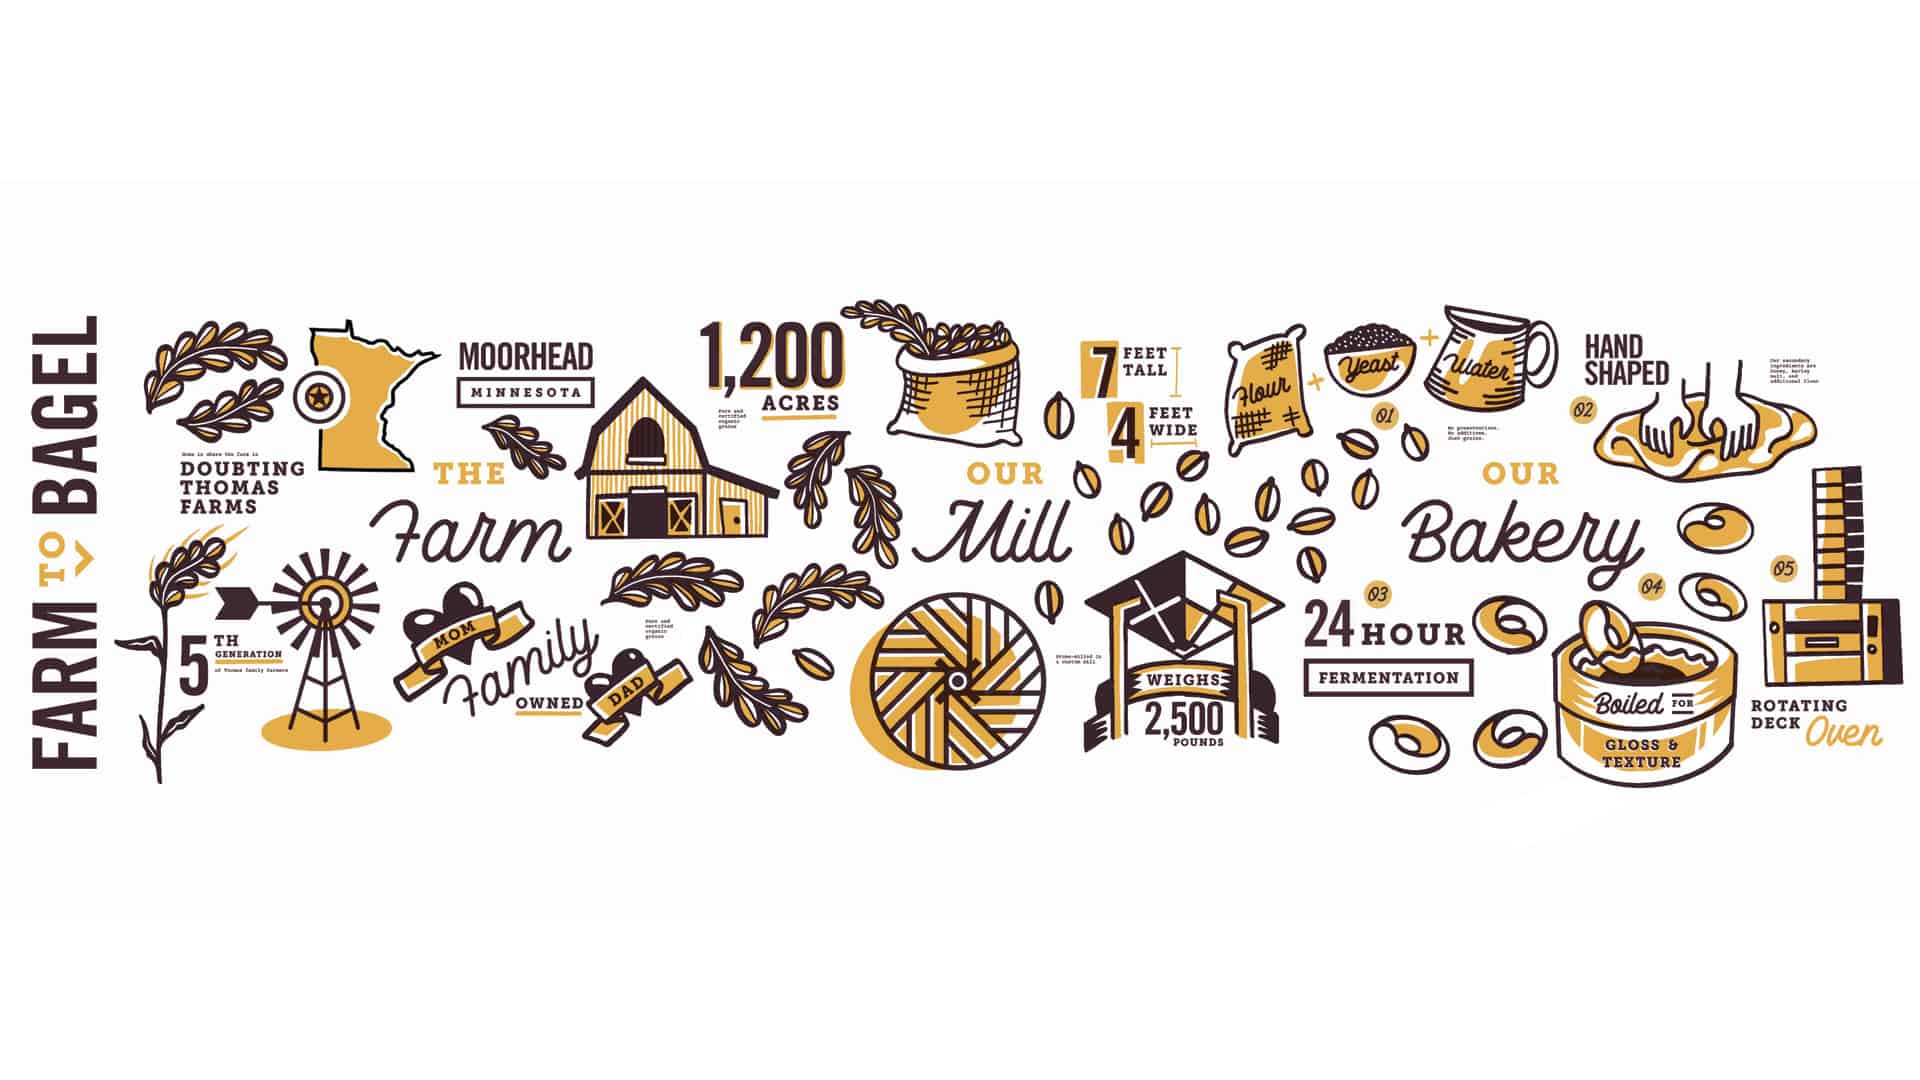 FARM TO BAGEL
Home is where the farm is
DOUBTING
THOMAS
FARMS
MOORHEAD
MINNESOTA
THE
Farm
1,200
ACRES
Pure and
certified
organic
grains
5TH
GENERATION
of Thomas family farmers
MOM
Family
OWNED
DAD
Pure and
certified
organic
grains
OUR
Mill
7 FEET
TALL
4 FEET
WIDE
Stone-milled in
a custom mill
WEIGHS
2,500
POUNDS
Flour
+
Yeast
+
Water
01
No preservatives.
No additives.
Just grains.
OUR
Bakery
HAND
SHAPED
02
Our secondary
ingredients are
honey, barley
malt, and
additional flour
03
24 HOUR
FERMENTATION
04
Boiled FOR
GLOSS &
TEXTURE
05
ROTATING
DECK Oven